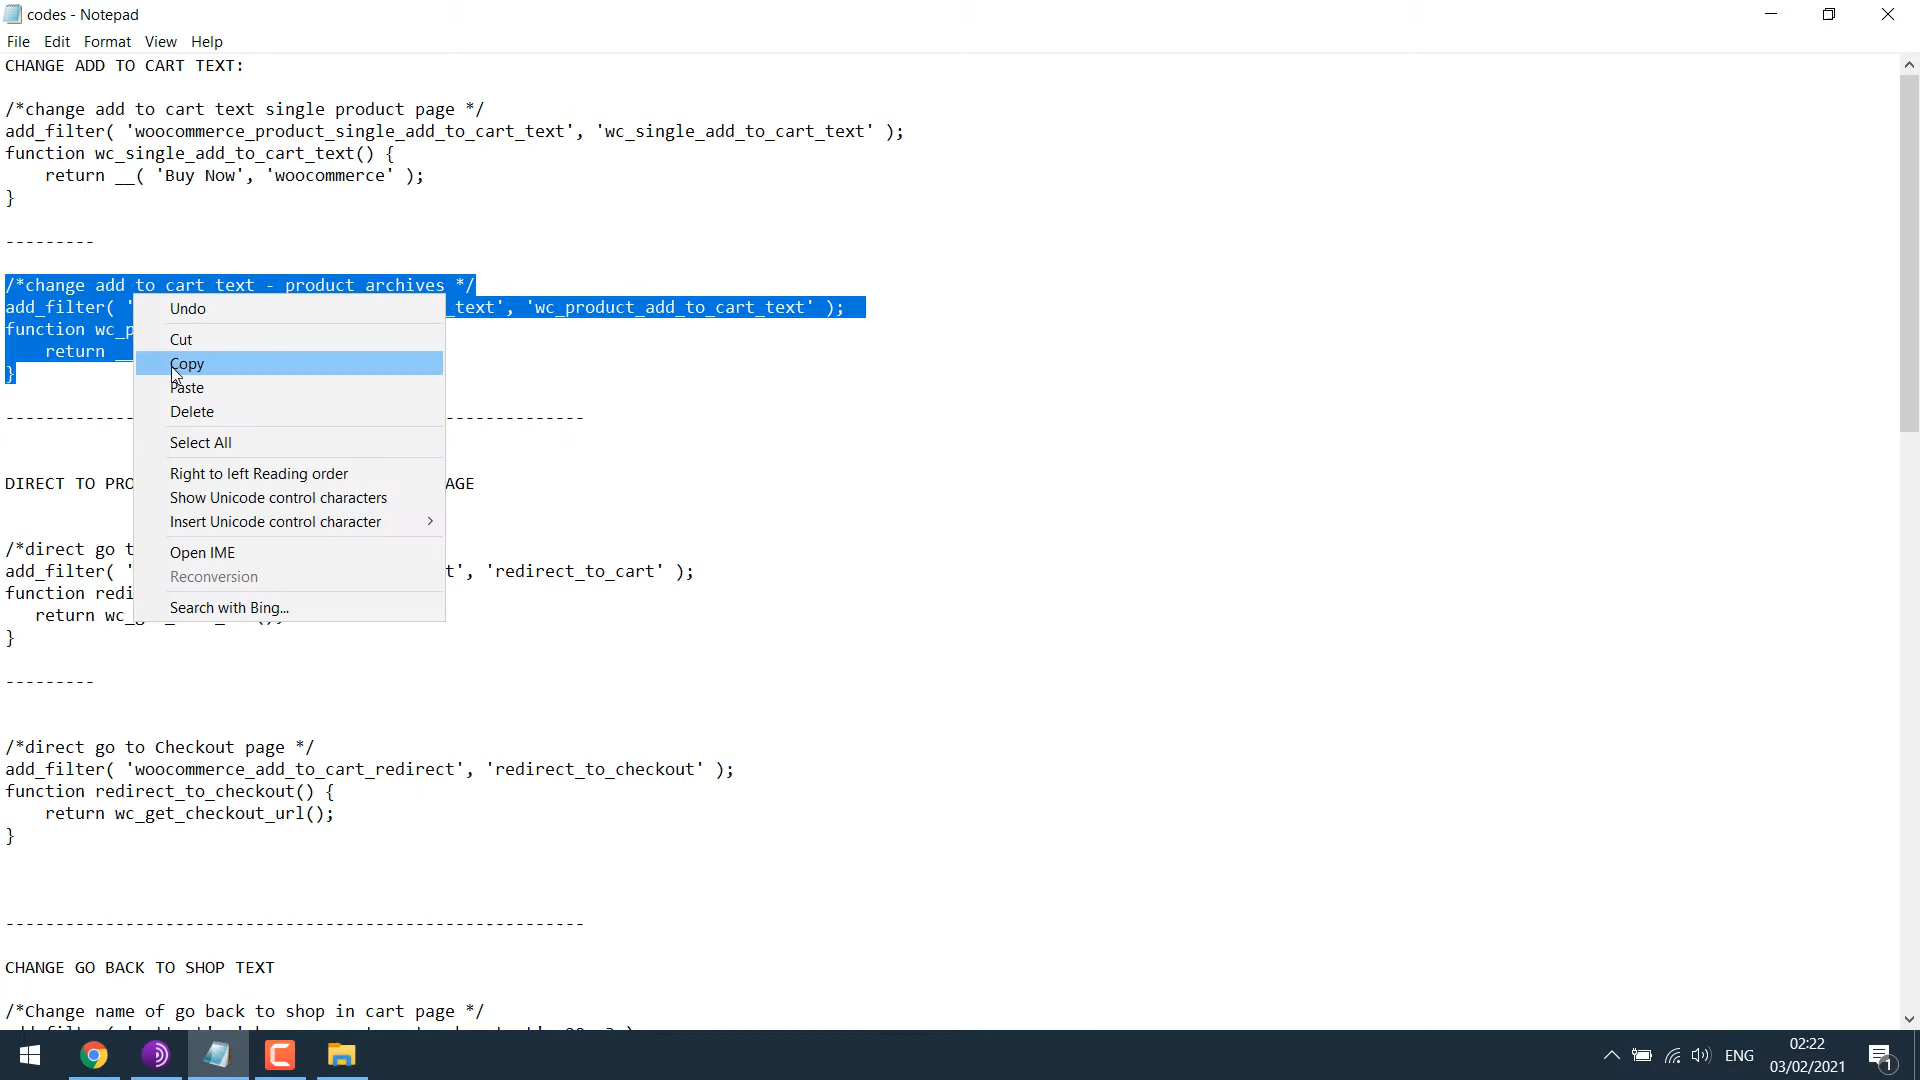 codes - Notepad
File Edit Format View Help
CHANGE ADD TO CART TEXT:
/*change add to cart text single product page */
add_filter( 'woocommerce_product_single_add_to_cart_text', 'wc_single_add_to_cart_text' );
function wc_single_add_to_cart_text() {
return __( 'Buy Now', 'woocommerce' );
}
---------
/*change add to cart text - product archives */
add_filter( '
_text', 'wc_product_add_to_cart_text' );
function wc_p
return __
}
Undo
Cut
Copy
Paste
Delete
Select All
Right to left Reading order
Show Unicode control characters
Insert Unicode control character
Open IME
Reconversion
Search with Bing...
DIRECT TO PRO
AGE
/*direct go t
add_filter( '
t', 'redirect_to_cart' );
function redi
return wc_
}
---------
/*direct go to Checkout page */
add_filter( 'woocommerce_add_to_cart_redirect', 'redirect_to_checkout' );
function redirect_to_checkout() {
return wc_get_checkout_url();
}
----------------------------------------------------------
CHANGE GO BACK TO SHOP TEXT
/*Change name of go back to shop in cart page */
ENG
02:22
03/02/2021
1